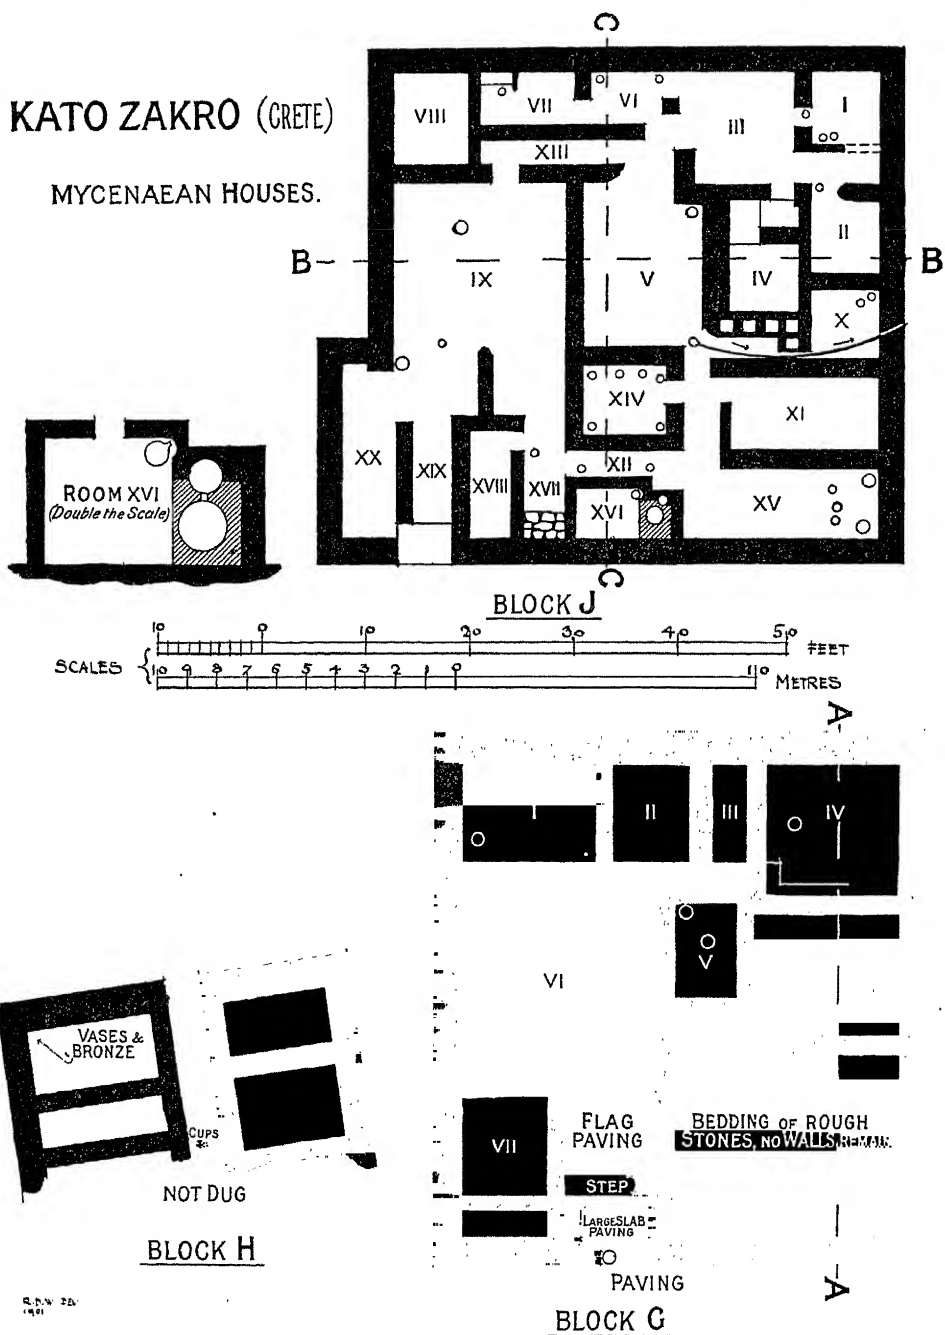 C
KATO ZAKRO (CRETE)
MYCENAEAN HOUSES.
VIII
VII
VI
III
I
XIII
II
B
IX
V
IV
B
X
XIV
XI
XX
XIX
XVIII
XVII
XII
XVI
XV
ROOM XVI
(Double the Scale)
C
BLOCK J
10 0 10 20 30 40 50
FEET
SCALES
10 9 8 7 6 5 4 3 2 1 0 10
METRES
A
I
II
III
IV
V
VI
VASES &
BRONZE
CUPS
NOT DUG
BLOCK H
VII
FLAG
PAVING
BEDDING OF ROUGH
STONES, NO WALLS, REMAIN.
STEP
LARGE SLAB
PAVING
PAVING
A
BLOCK G
1901